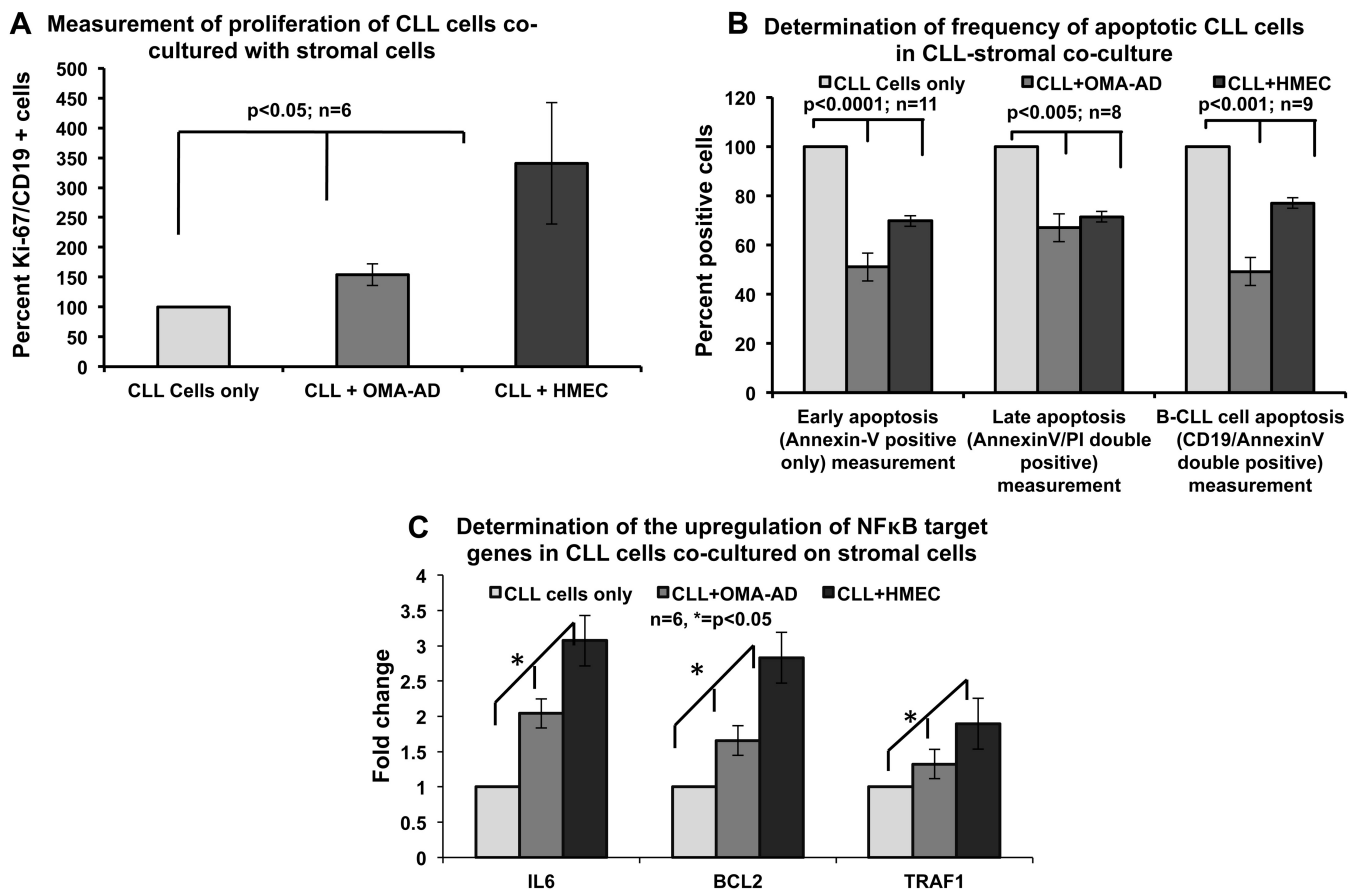 A Measurement of proliferation of CLL cells co-
cultured with stromal cells
Percent Ki-67/CD19 + cells
500
450
400
350
300
250
200
150
100
50
0
p<0.05; n=6
CLL Cells only
CLL + OMA-AD
CLL + HMEC
B Determination of frequency of apoptotic CLL cells
in CLL-stromal co-culture
CLL Cells only CLL+OMA-AD CLL+HMEC
p<0.0001; n=11 p<0.005; n=8 p<0.001; n=9
Percent positive cells
120
100
80
60
40
20
0
Early apoptosis
(Annexin-V positive
only) measurement
Late apoptosis
(AnnexinV/PI double
positive)
measurement
B-CLL cell apoptosis
(CD19/AnnexinV
double positive)
measurement
C Determination of the upregulation of NFκB target
genes in CLL cells co-cultured on stromal cells
CLL cells only CLL+OMA-AD CLL+HMEC
n=6, *=p<0.05
Fold change
4
3.5
3
2.5
2
1.5
1
0.5
0
*
*
*
IL6
BCL2
TRAF1